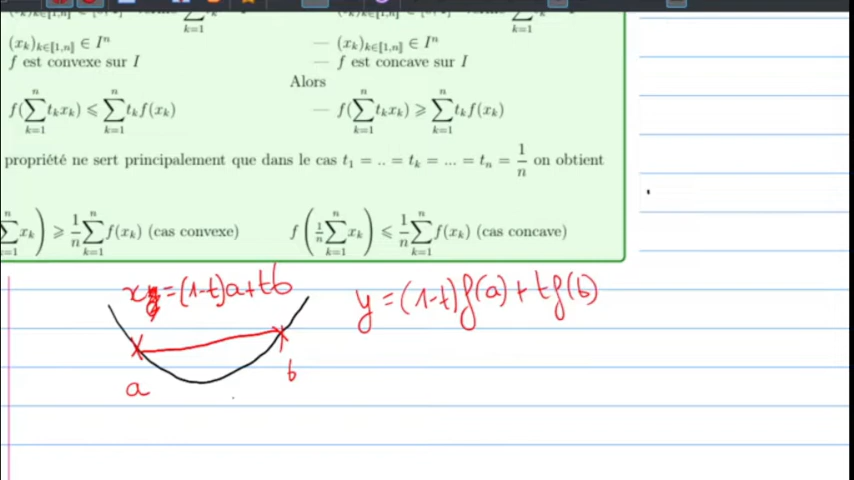 (x_k)_{k∈⟦1,n⟧} ∈ I^n
f est convexe sur I
f(∑_{k=1}^{n} t_k x_k) ⩽ ∑_{k=1}^{n} t_k f(x_k)
— (x_k)_{k∈⟦1,n⟧} ∈ I^n
— f est concave sur I
Alors
— f(∑_{k=1}^{n} t_k x_k) ⩾ ∑_{k=1}^{n} t_k f(x_k)
propriété ne sert principalement que dans le cas t_1 = .. = t_k = ... = t_n = 1/n on obtient
∑_{k=1}^{n} x_k) ⩾ 1/n ∑_{k=1}^{n} f(x_k) (cas convexe)
f(1/n ∑_{k=1}^{n} x_k) ⩽ 1/n ∑_{k=1}^{n} f(x_k) (cas concave)
x = (1-t)a + tb
y = (1-t)f(a) + tf(b)
a
b